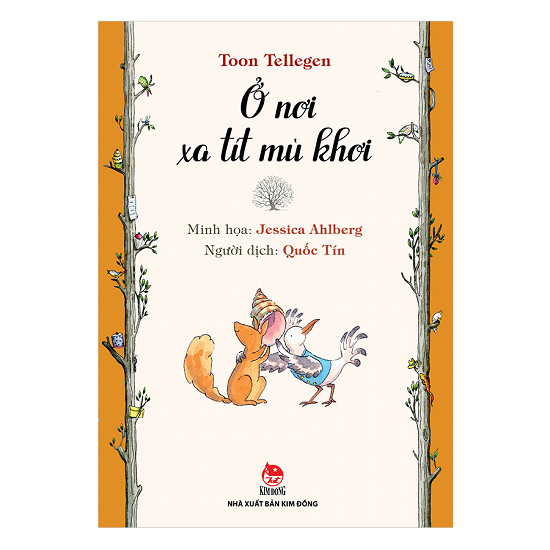 Toon Tellegen
Ở nơi
xa tít mù khơi
Minh họa: Jessica Ahlberg
Người dịch: Quốc Tín
KIM ĐỒNG
NHÀ XUẤT BẢN KIM ĐỒNG